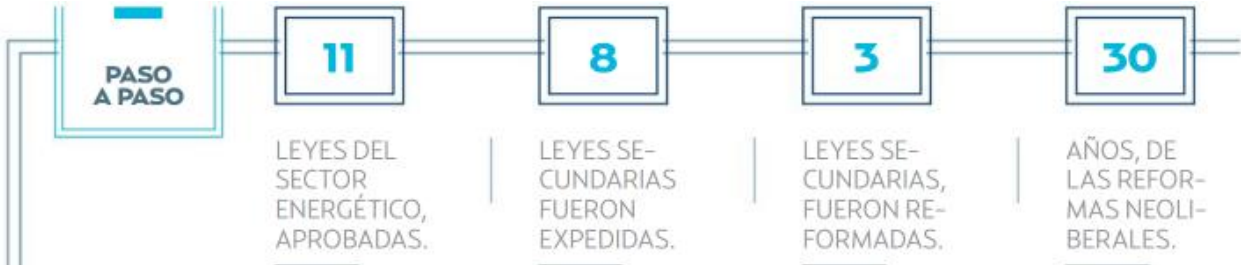 PASO
A PASO
11
LEYES DEL
SECTOR
ENERGÉTICO,
APROBADAS.
8
LEYES SE-
CUNDARIAS
FUERON
EXPEDIDAS.
3
LEYES SE-
CUNDARIAS,
FUERON RE-
FORMADAS.
30
AÑOS, DE
LAS REFOR-
MAS NEOLI-
BERALES.